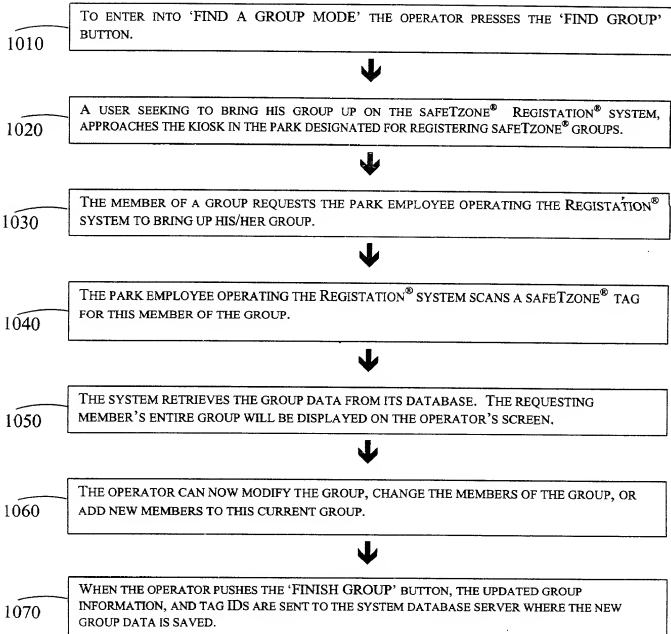 TO ENTER INTO 'FIND A GROUP MODE' THE OPERATOR PRESSES THE 'FIND GROUP'
BUTTON.
1010
A USER SEEKING TO BRING HIS GROUP UP ON THE SAFETZONE® REGISTATION® SYSTEM,
APPROACHES THE KIOSK IN THE PARK DESIGNATED FOR REGISTERING SAFETZONE® GROUPS.
1020
THE MEMBER OF A GROUP REQUESTS THE PARK EMPLOYEE OPERATING THE REGISTATION®
SYSTEM TO BRING UP HIS/HER GROUP.
1030
THE PARK EMPLOYEE OPERATING THE REGISTATION® SYSTEM SCANS A SAFETZONE® TAG
FOR THIS MEMBER OF THE GROUP.
1040
THE SYSTEM RETRIEVES THE GROUP DATA FROM ITS DATABASE. THE REQUESTING
MEMBER'S ENTIRE GROUP WILL BE DISPLAYED ON THE OPERATOR'S SCREEN.
1050
THE OPERATOR CAN NOW MODIFY THE GROUP, CHANGE THE MEMBERS OF THE GROUP, OR
ADD NEW MEMBERS TO THIS CURRENT GROUP.
1060
WHEN THE OPERATOR PUSHES THE 'FINISH GROUP' BUTTON, THE UPDATED GROUP
INFORMATION, AND TAG IDS ARE SENT TO THE SYSTEM DATABASE SERVER WHERE THE NEW
GROUP DATA IS SAVED.
1070